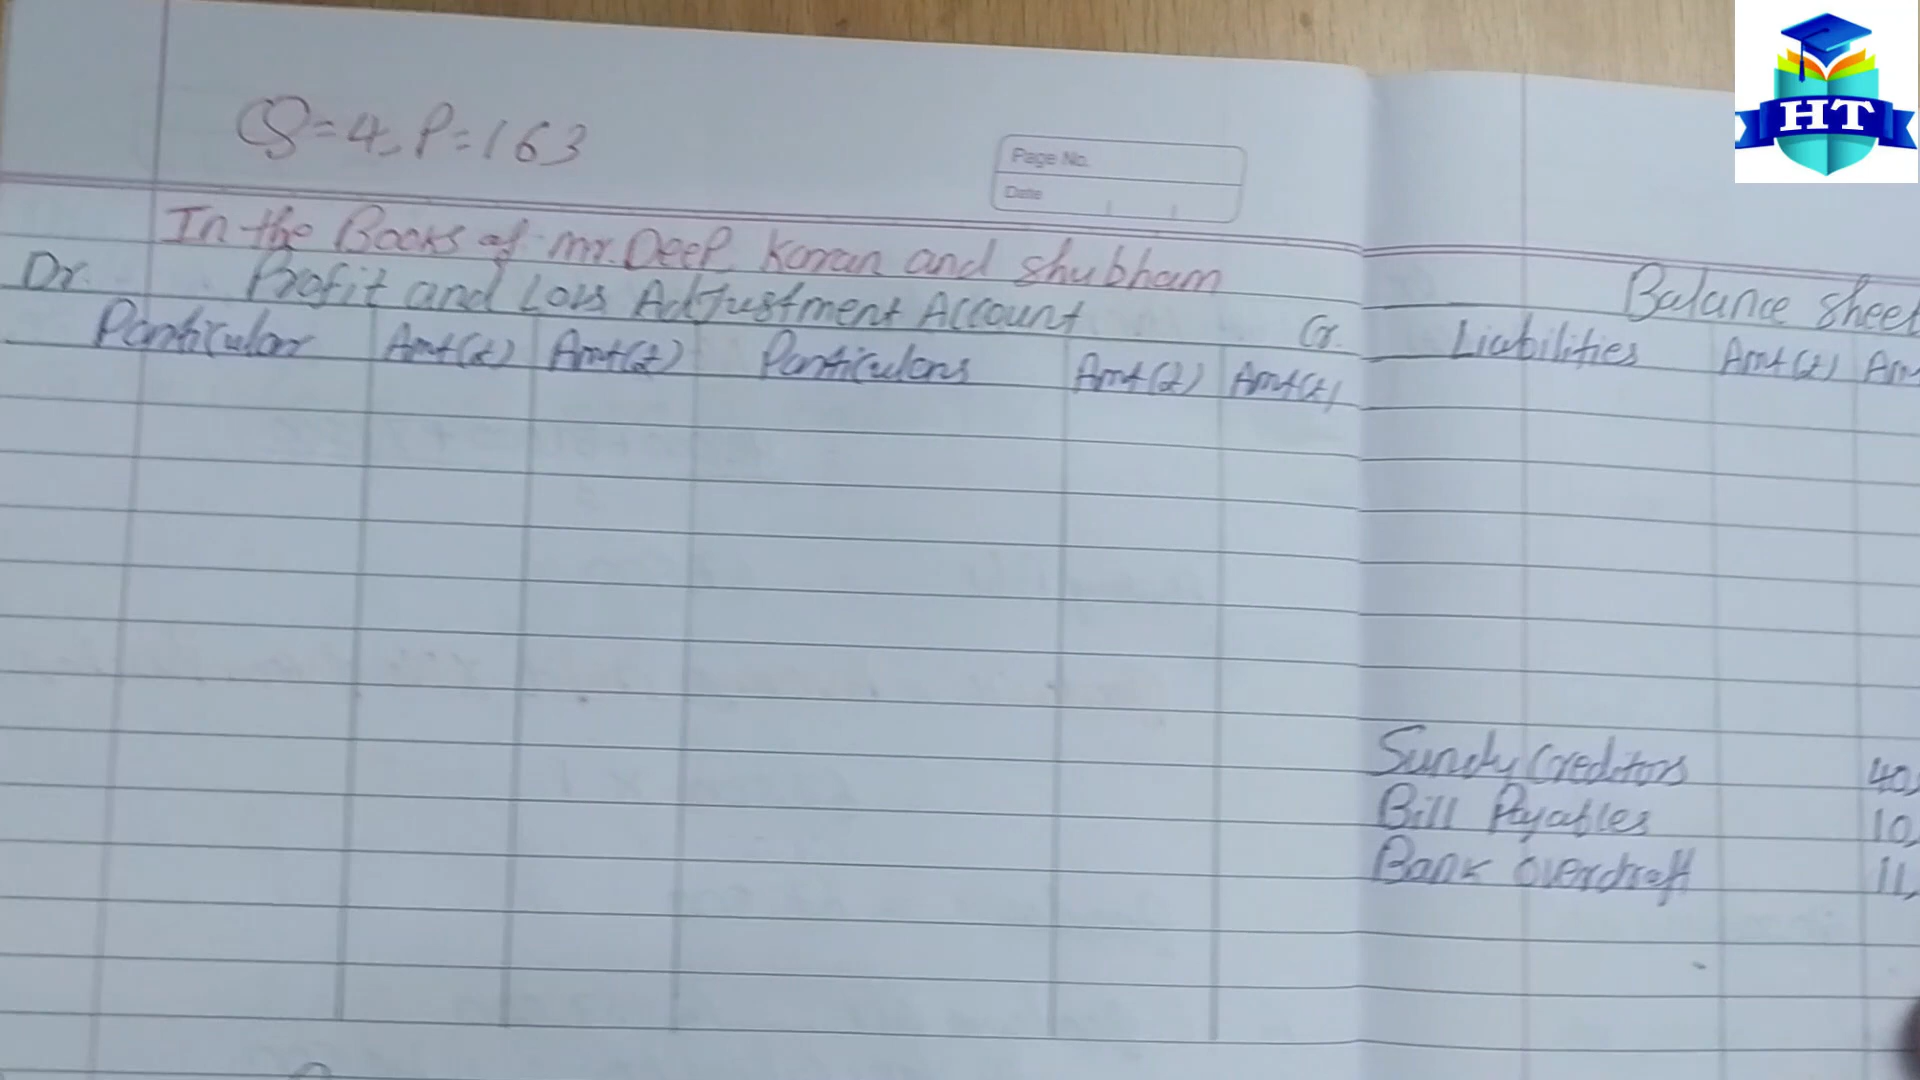 HT
Q=4, P=163
Page No.
Date
In the Books of mr. Deep, Karan and shubham
Dr. Profit and Loss Adjustment Account Cr.
Particular Amt(₹) Amt(₹) Particulars Amt(₹) Amt(₹)
Balance Sheet
Liabilities Amt(₹) Am
Sundry Creditors 40,
Bill Payables 10,
Bank overdraft 11,